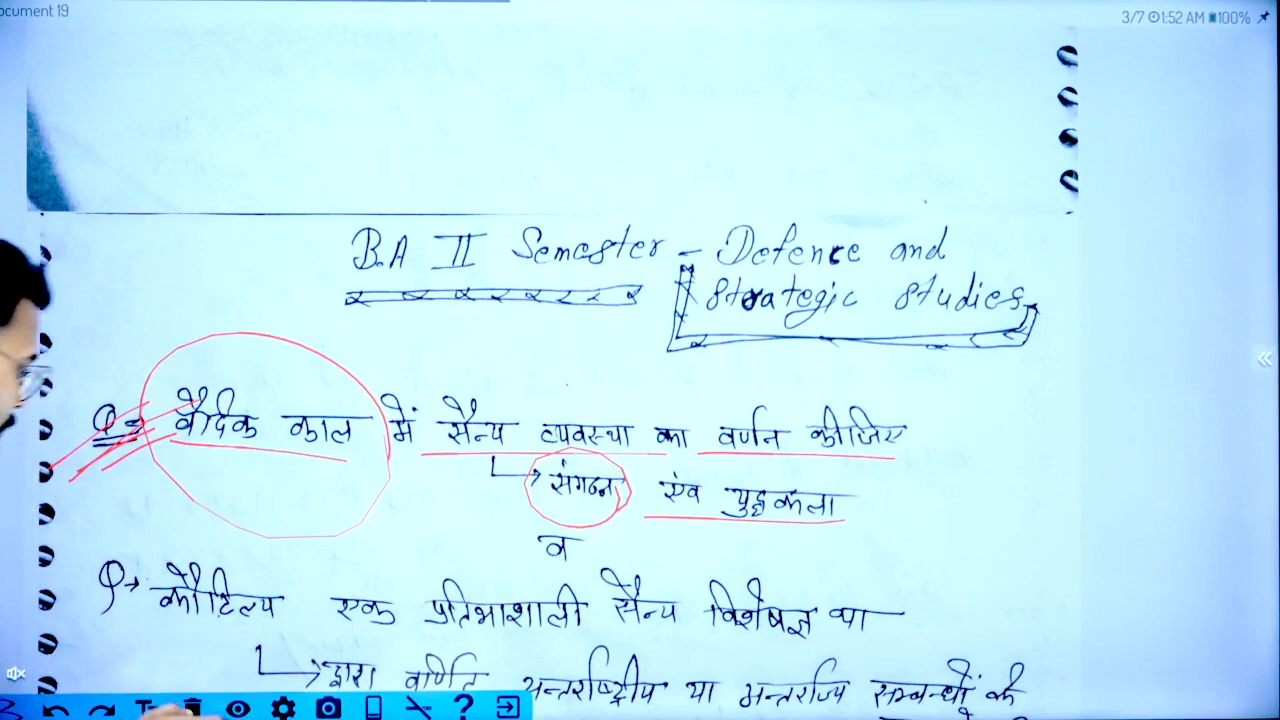 ocument 19
3/7 1:52 AM 100%
B.A II Semester - Defence and
Strategic Studies
Q⇒ वैदिक काल में सैन्य व्यवस्था का वर्णन कीजिए
↳ संगठन एंव युद्धकला
व
Q→ कौटिल्य एक प्रतिभाशाली सैन्य विशेषज्ञ था
↳ द्वारा वर्णित अन्तर्राष्ट्रीय या अन्तर्राज्य सम्बन्धों के